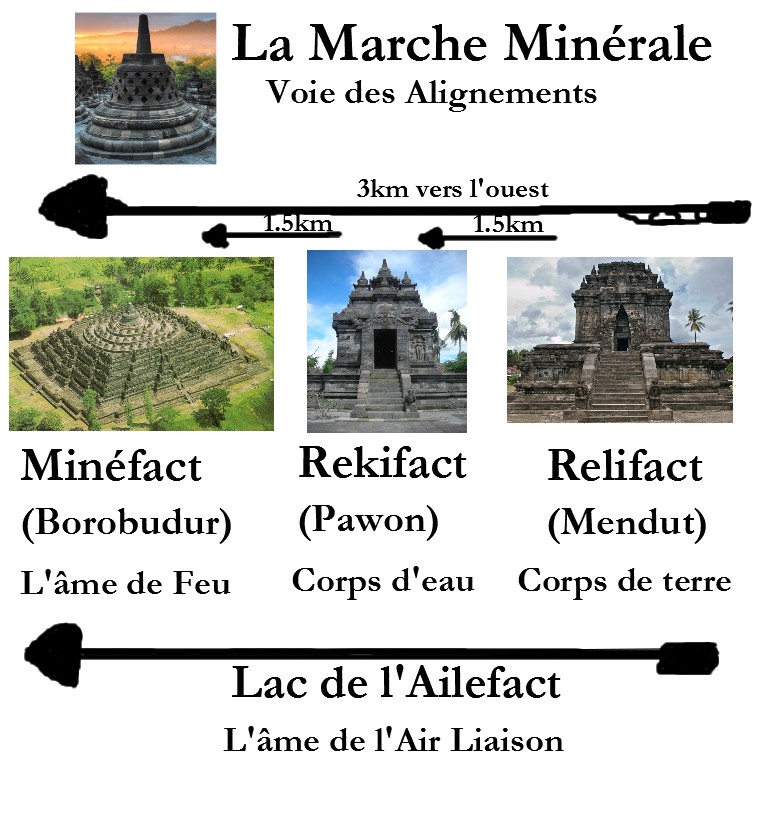 La Marche Minérale
Voie des Alignements
3km vers l'ouest
1.5km
1.5km
Minéfact
(Borobudur)
L'âme de Feu
Rekifact
(Pawon)
Corps d'eau
Relifact
(Mendut)
Corps de terre
Lac de l'Ailefact
L'âme de l'Air Liaison